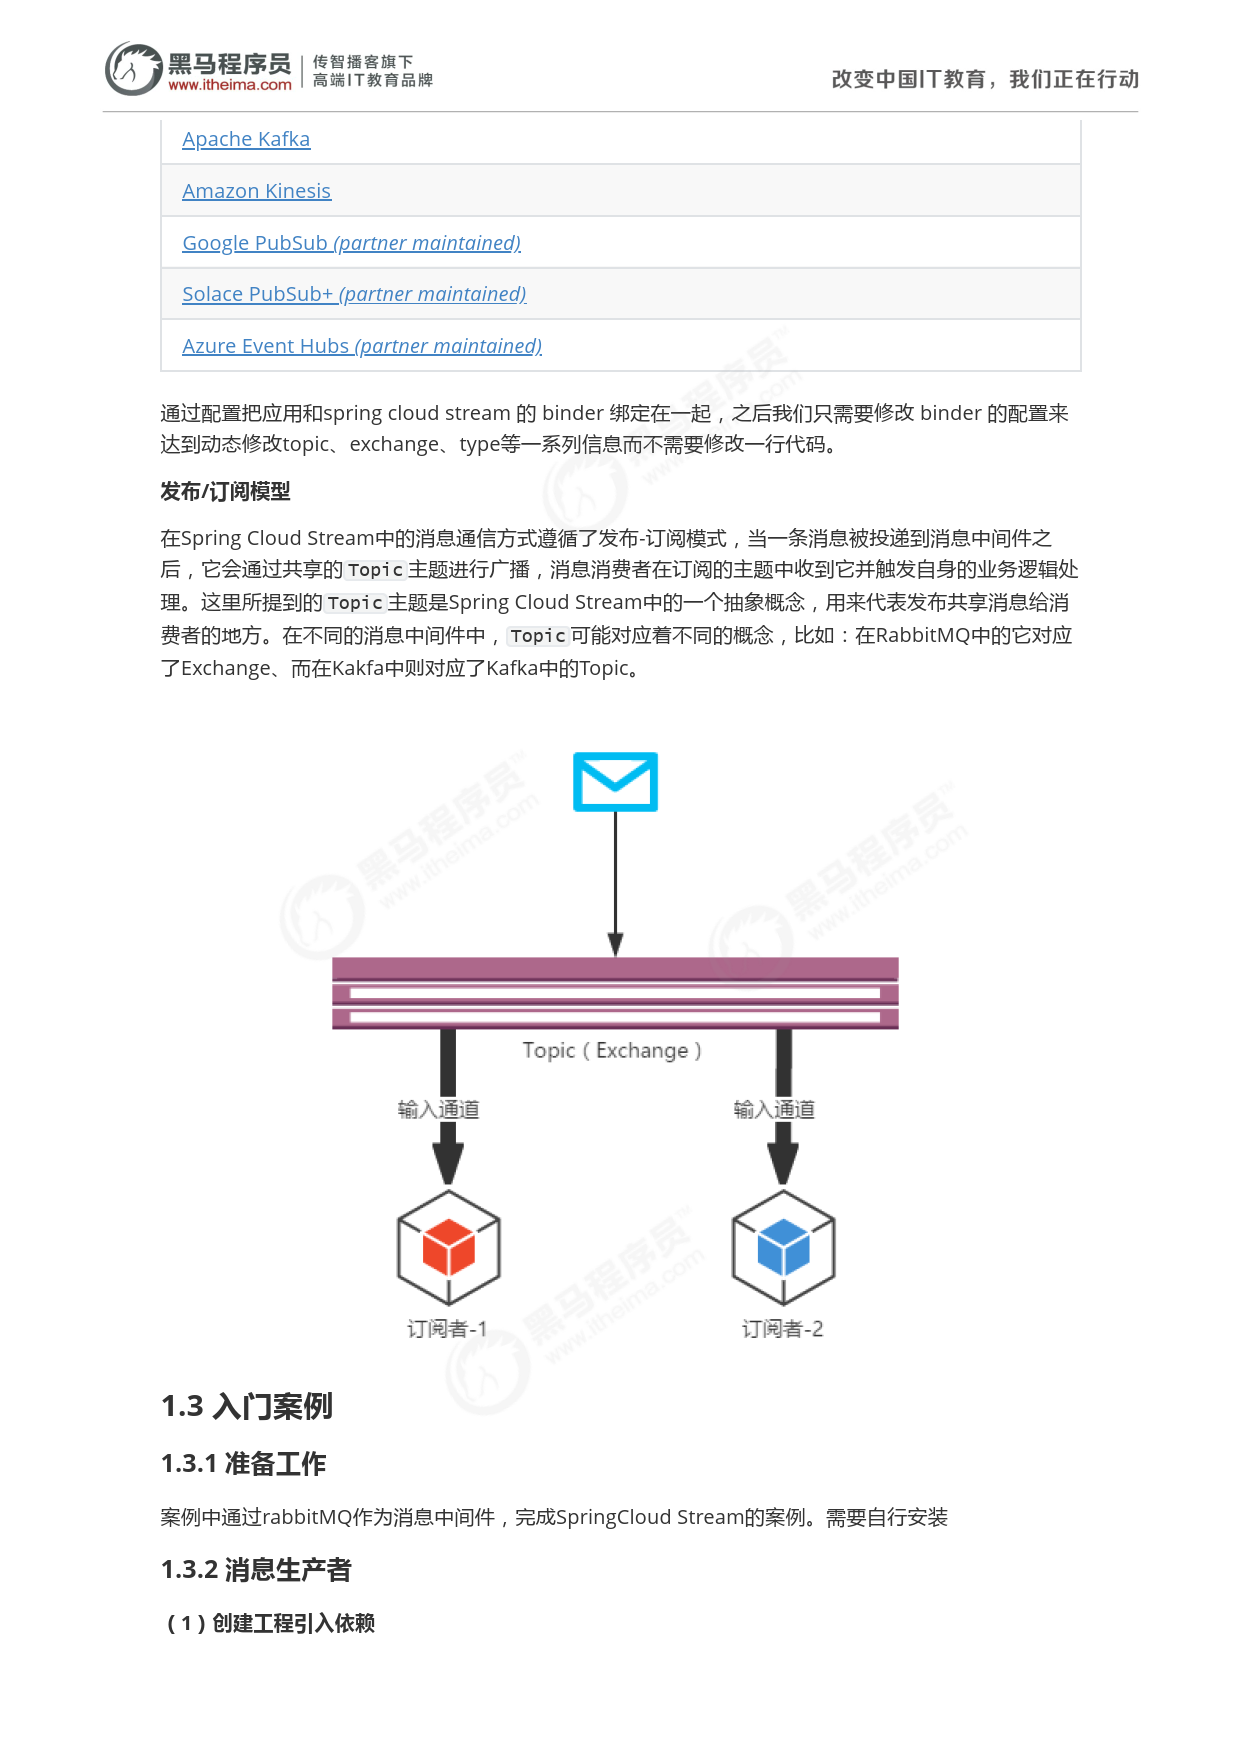 黑马程序员
www.itheima.com
传智播客旗下
高端IT教育品牌
改变中国IT教育，我们正在行动
Apache Kafka
Amazon Kinesis
Google PubSub (partner maintained)
Solace PubSub+ (partner maintained)
Azure Event Hubs (partner maintained)
通过配置把应用和spring cloud stream 的 binder 绑定在一起，之后我们只需要修改 binder 的配置来
达到动态修改topic、exchange、type等一系列信息而不需要修改一行代码。
发布/订阅模型
在Spring Cloud Stream中的消息通信方式遵循了发布-订阅模式，当一条消息被投递到消息中间件之
后，它会通过共享的 Topic 主题进行广播，消息消费者在订阅的主题中收到它并触发自身的业务逻辑处
理。这里所提到的 Topic 主题是Spring Cloud Stream中的一个抽象概念，用来代表发布共享消息给消
费者的地方。在不同的消息中间件中， Topic 可能对应着不同的概念，比如：在RabbitMQ中的它对应
了Exchange、而在Kakfa中则对应了Kafka中的Topic。
Topic（Exchange）
输入通道 输入通道
订阅者-1 订阅者-2
1.3 入门案例
1.3.1 准备工作
案例中通过rabbitMQ作为消息中间件，完成SpringCloud Stream的案例。需要自行安装
1.3.2 消息生产者
（1）创建工程引入依赖